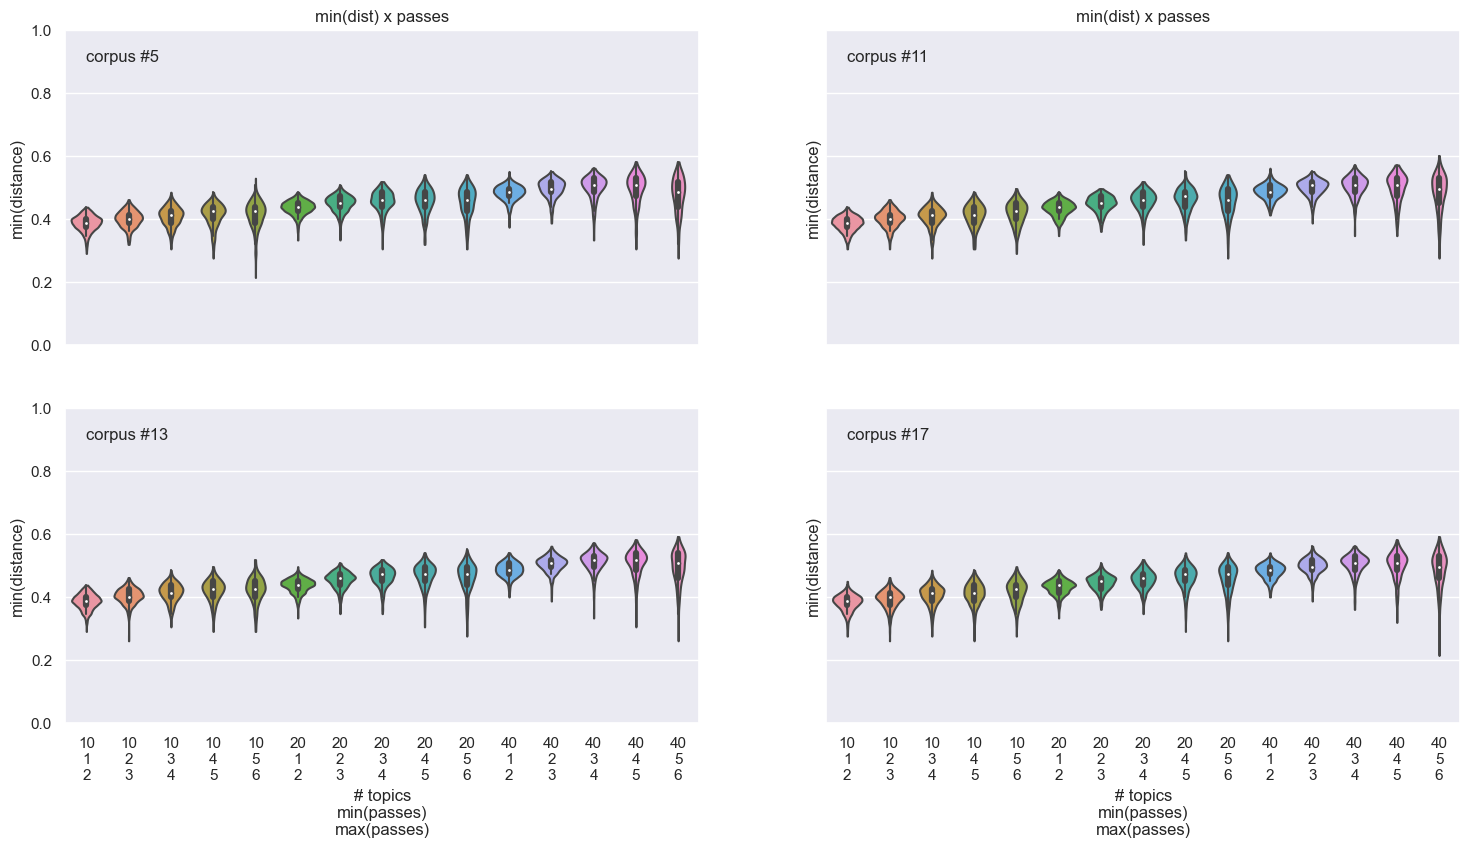 min(dist) x passes
min(dist) x passes
1.0
corpus #5
corpus #11
0.8
0.6
min(distance)
min(distance)
0.4
0.2
0.0
1.0
corpus #13
corpus #17
0.8
0.6
min(distance)
min(distance)
0.4
0.2
0.0
10 10 10 10 10 20 20 20 20 20 40 40 40 40 40
1 2 3 4 5 1 2 3 4 5 1 2 3 4 5
2 3 4 5 6 2 3 4 5 6 2 3 4 5 6
# topics
min(passes)
max(passes)
10 10 10 10 10 20 20 20 20 20 40 40 40 40 40
1 2 3 4 5 1 2 3 4 5 1 2 3 4 5
2 3 4 5 6 2 3 4 5 6 2 3 4 5 6
# topics
min(passes)
max(passes)